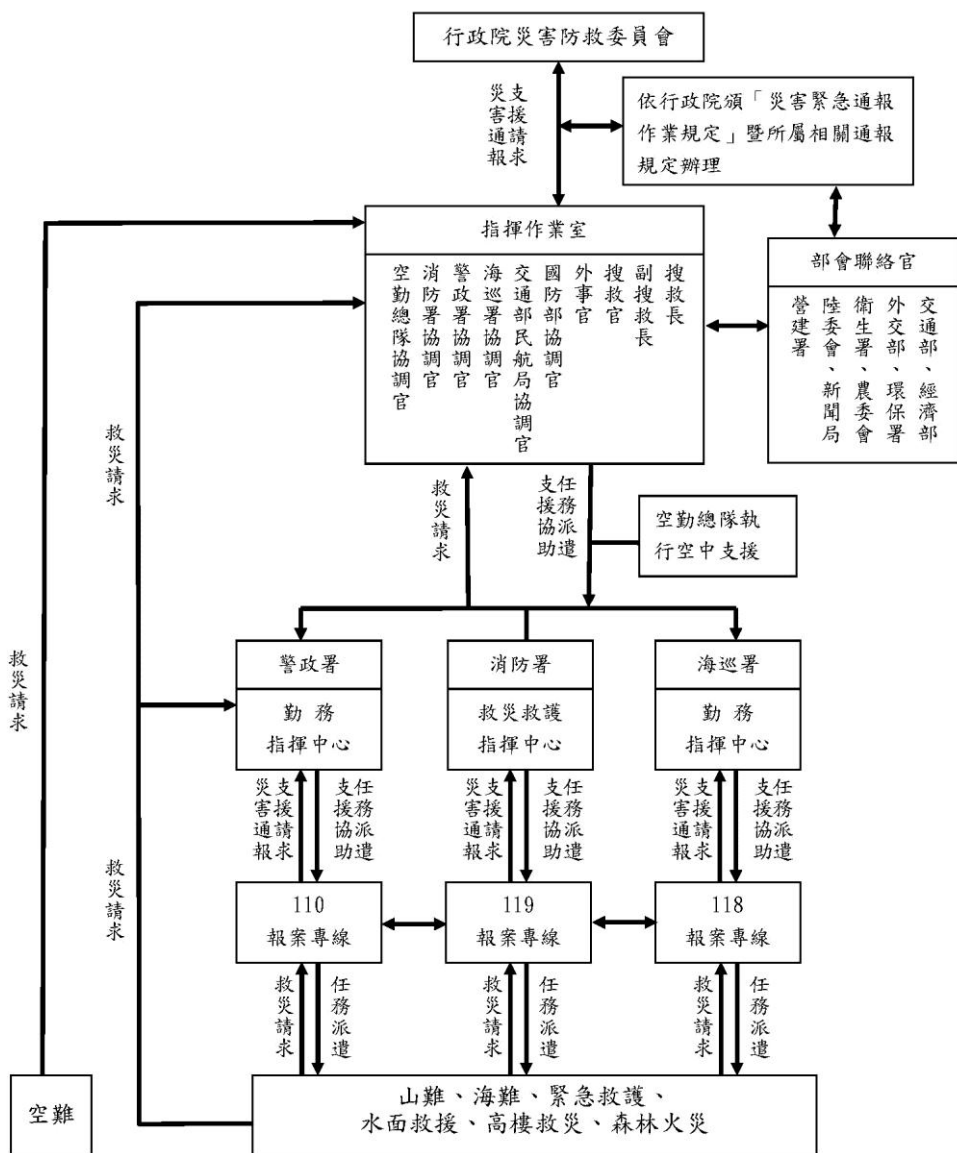 行政院災害防救委員會
支援請求
災害通報
依行政院頒「災害緊急通報
作業規定」暨所屬相關通報
規定辦理
指揮作業室
搜救長
副搜救長
搜救官
外事官
國防部協調官
交通部民航局協調官
海巡署協調官
警政署協調官
消防署協調官
空勤總隊協調官
部會聯絡官
交通部、經濟部
外交部、環保署
衛生署、農委會
陸委會、新聞局
營建署
救災請求
救災請求
任務派遣
支援協助
空勤總隊執
行空中支援
警政署
勤務
指揮中心
消防署
救災救護
指揮中心
海巡署
勤務
指揮中心
救災請求
支援請求
災害通報
任務派遣
支援協助
支援請求
災害通報
任務派遣
支援協助
支援請求
災害通報
任務派遣
支援協助
救災請求
110
報案專線
119
報案專線
118
報案專線
救災請求
任務派遣
救災請求
任務派遣
救災請求
任務派遣
空難
山難、海難、緊急救護、
水面救援、高樓救災、森林火災